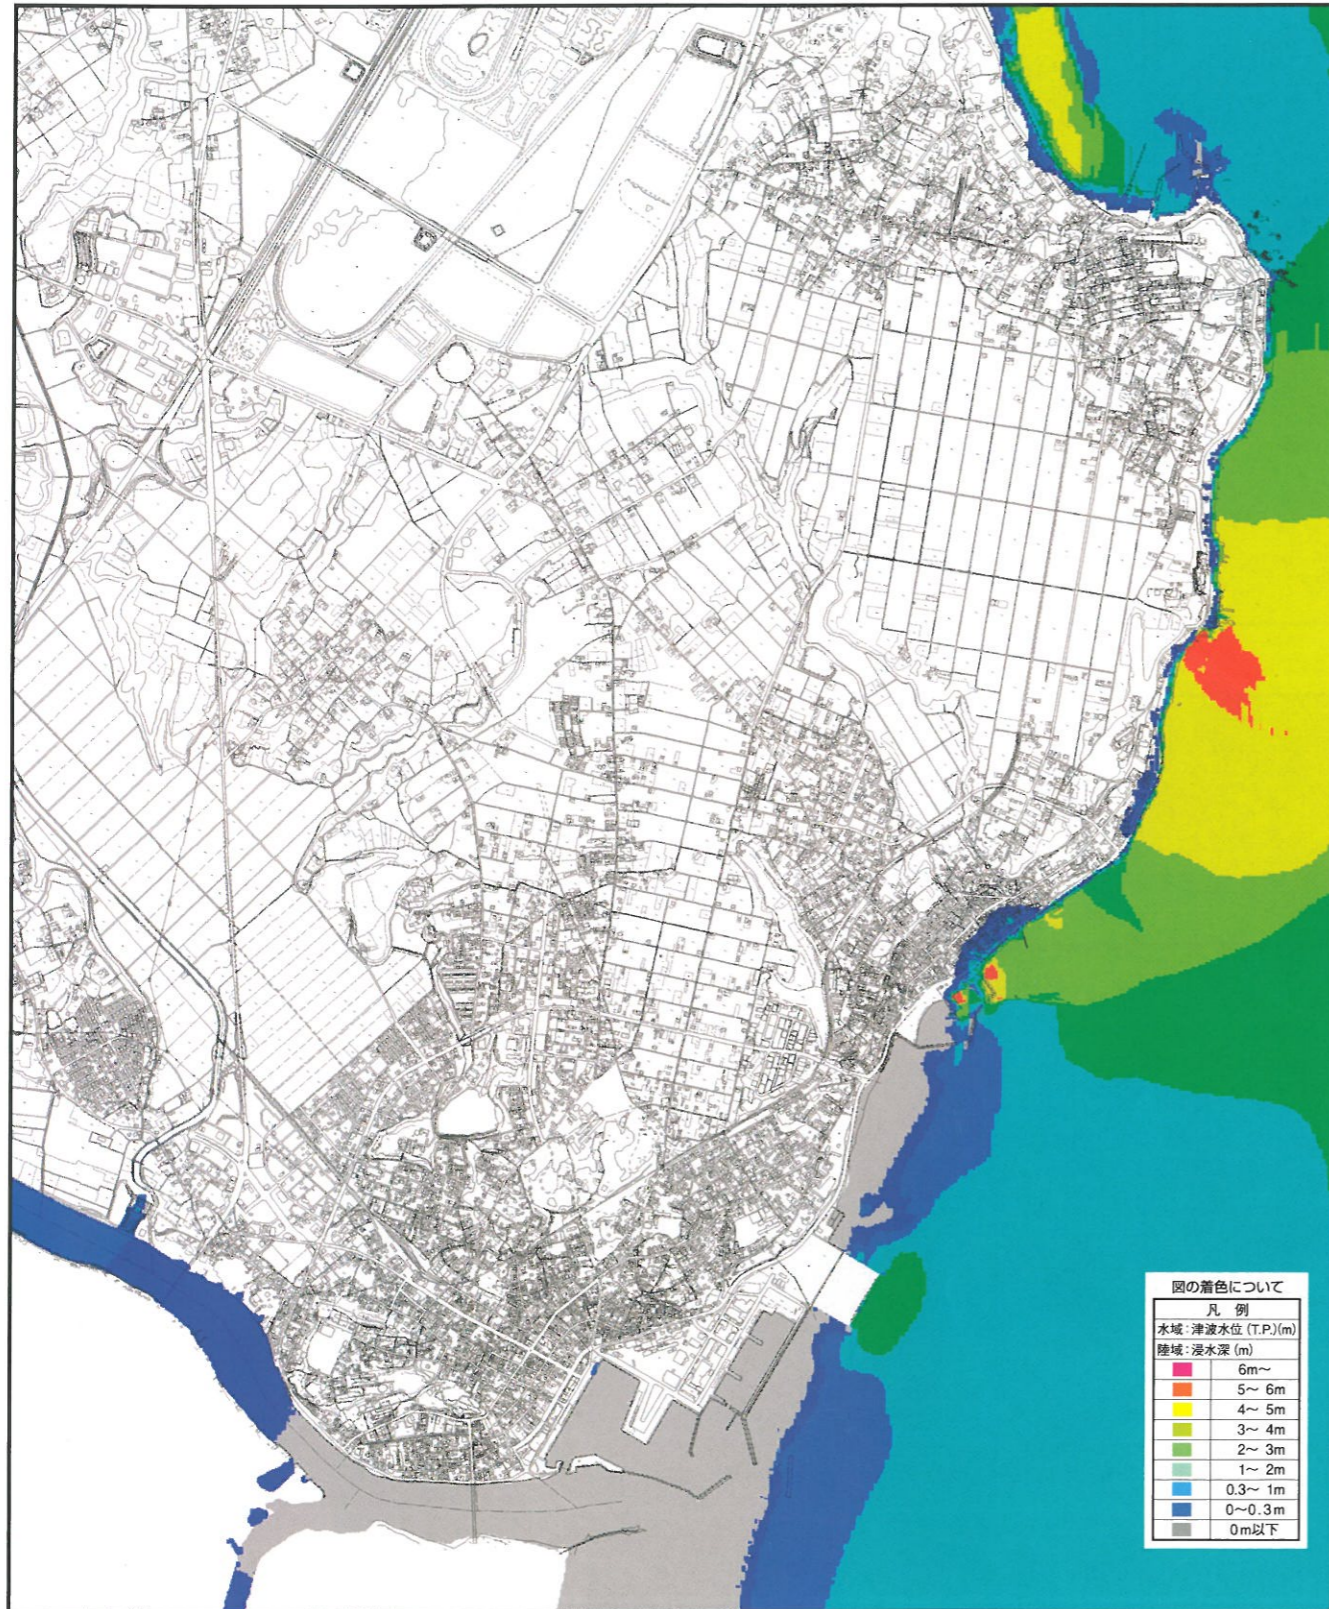 図の着色について
凡 例
水域:津波水位(T.P.)(m)
陸域:浸水深(m)
6m~
5~ 6m
4~ 5m
3~ 4m
2~ 3m
1~ 2m
0.3~ 1m
0~0.3m
0m以下